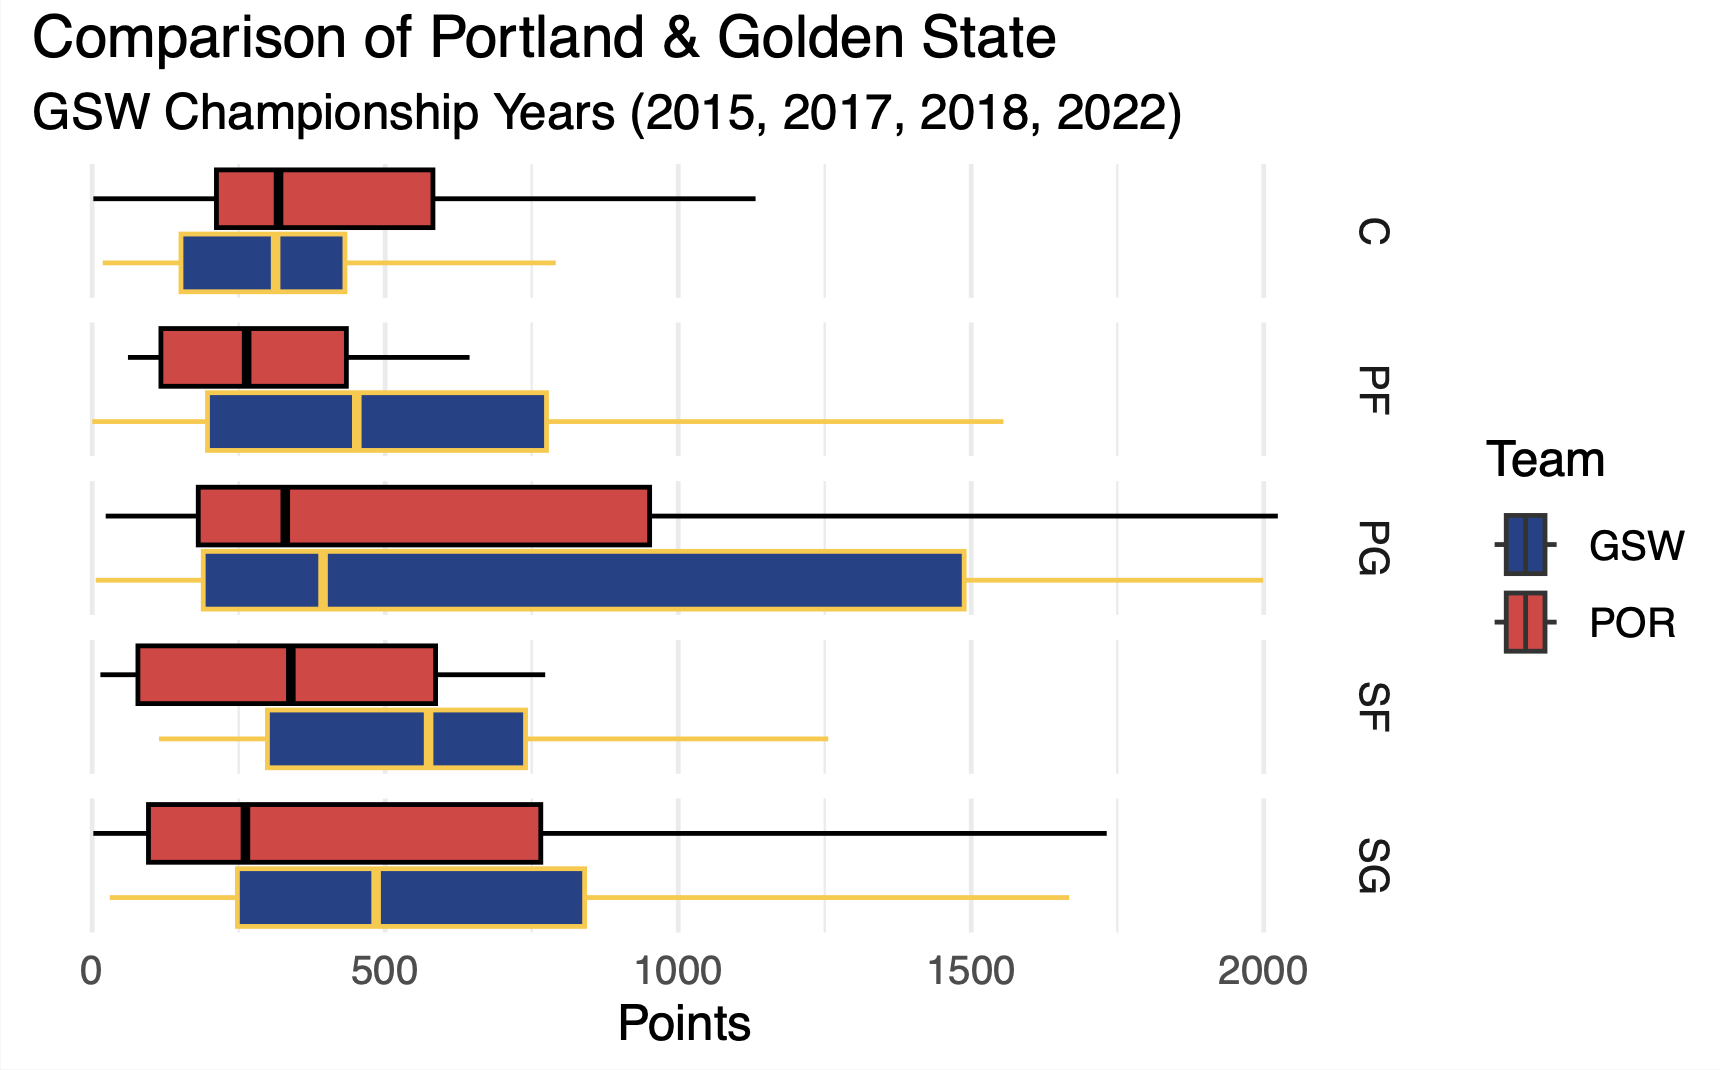 Comparison of Portland & Golden State
GSW Championship Years (2015, 2017, 2018, 2022)
C
PF
PG
SF
SG
Team
GSW
POR
0 500 1000 1500 2000
Points